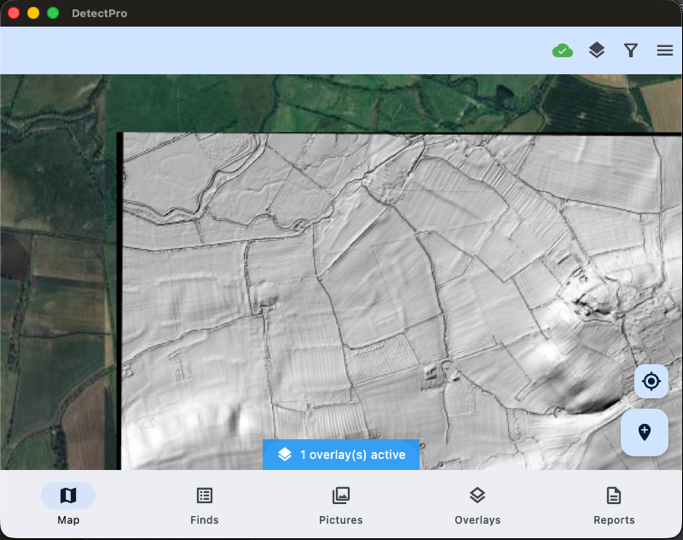 DetectPro
1 overlay(s) active
Map
Finds
Pictures
Overlays
Reports